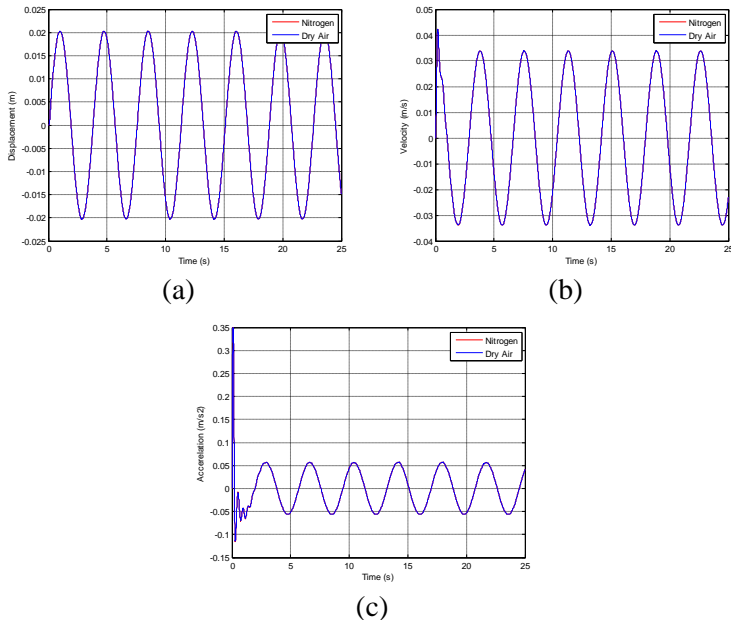 0.025
0.02
0.015
0.01
0.005
0
-0.005
-0.01
-0.015
-0.02
-0.025
Displacement (m)
0 5 10 15 20 25
Time (s)
Nitrogen
Dry Air
(a)
0.05
0.04
0.03
0.02
0.01
0
-0.01
-0.02
-0.03
-0.04
Velocity (m/s)
0 5 10 15 20 25
Time (s)
Nitrogen
Dry Air
(b)
0.35
0.3
0.25
0.2
0.15
0.1
0.05
0
-0.05
-0.1
-0.15
Accerelation (m/s2)
0 5 10 15 20 25
Time (s)
Nitrogen
Dry Air
(c)